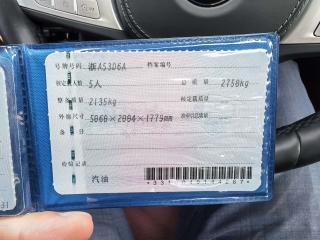 号牌号码 浙A53D6A 档案编号
核定载人数 5人 总质量 2750kg
整备质量 2135kg 核定载质量
外廓尺寸 5060×2004×1779mm 准牵引总质量
备注
检验记录
汽油